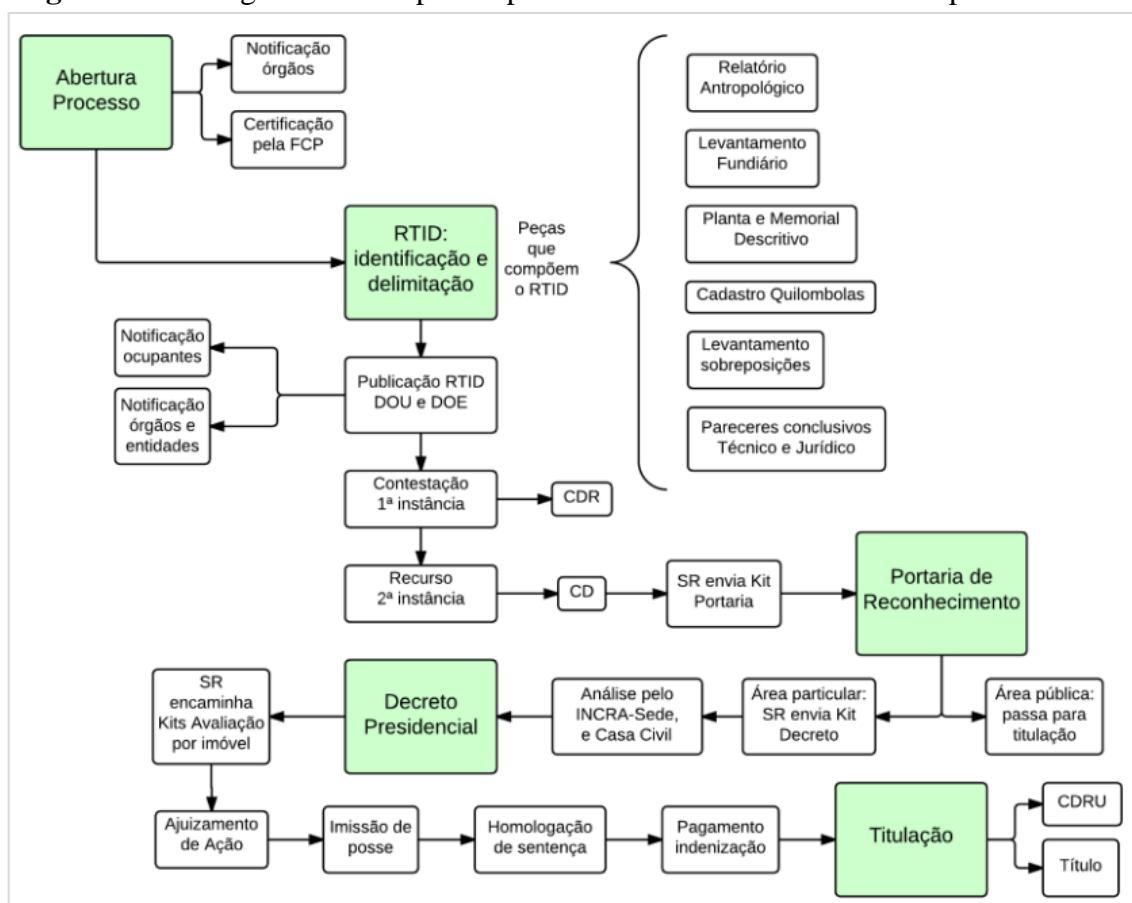 Abertura
Processo
Notificação
órgãos
Certificação
pela FCP
RTID:
identificação e
delimitação
Peças
que
compõem
o RTID
Relatório
Antropológico
Levantamento
Fundiário
Planta e Memorial
Descritivo
Cadastro Quilombolas
Levantamento
sobreposições
Pareceres conclusivos
Técnico e Jurídico
Notificação
ocupantes
Notificação
órgãos e
entidades
Publicação RTID
DOU e DOE
Contestação
1ª instância
CDR
Recurso
2ª instância
CD
SR envia Kit
Portaria
Portaria de
Reconhecimento
Área pública:
passa para
titulação
Área particular:
SR envia Kit
Decreto
Análise pelo
INCRA-Sede,
e Casa Civil
Decreto
Presidencial
SR
encaminha
Kits Avaliação
por imóvel
Ajuizamento
de Ação
Imissão de
posse
Homologação
de sentença
Pagamento
indenização
Titulação
CDRU
Título